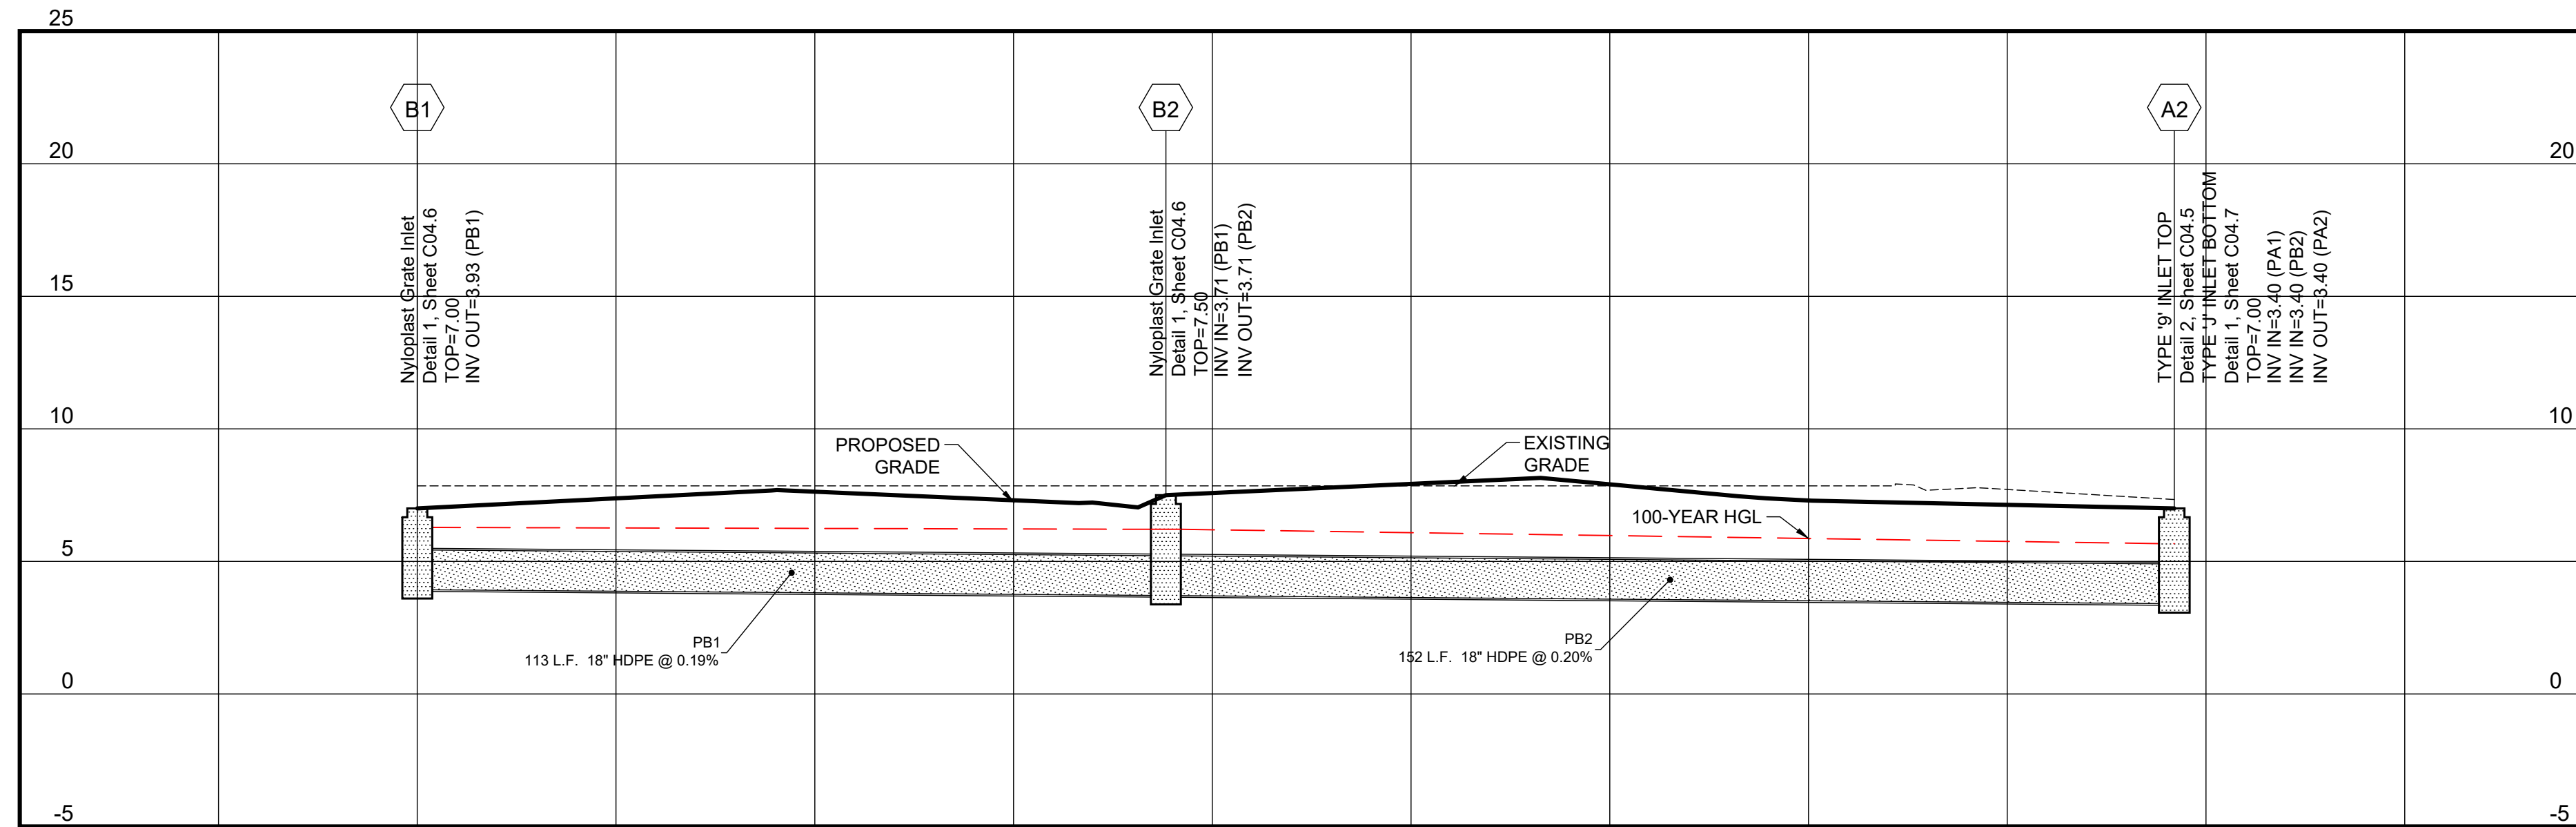 25
B1
B2
A2
20
20
Nyloplast Grate Inlet
Detail 1, Sheet C04.6
TOP=7.00
INV OUT=3.93 (PB1)
Nyloplast Grate Inlet
Detail 1, Sheet C04.6
TOP=7.50
INV IN=3.71 (PB1)
INV OUT=3.71 (PB2)
TYPE '9' INLET TOP
Detail 2, Sheet C04.5
TYPE 'J' INLET BOTTOM
Detail 1, Sheet C04.7
TOP=7.00
INV IN=3.40 (PA1)
INV IN=3.40 (PB2)
INV OUT=3.40 (PA2)
15
10
10
PROPOSED
GRADE
EXISTING
GRADE
100-YEAR HGL
5
PB1
113 L.F. 18" HDPE @ 0.19%
PB2
152 L.F. 18" HDPE @ 0.20%
0
0
-5
-5